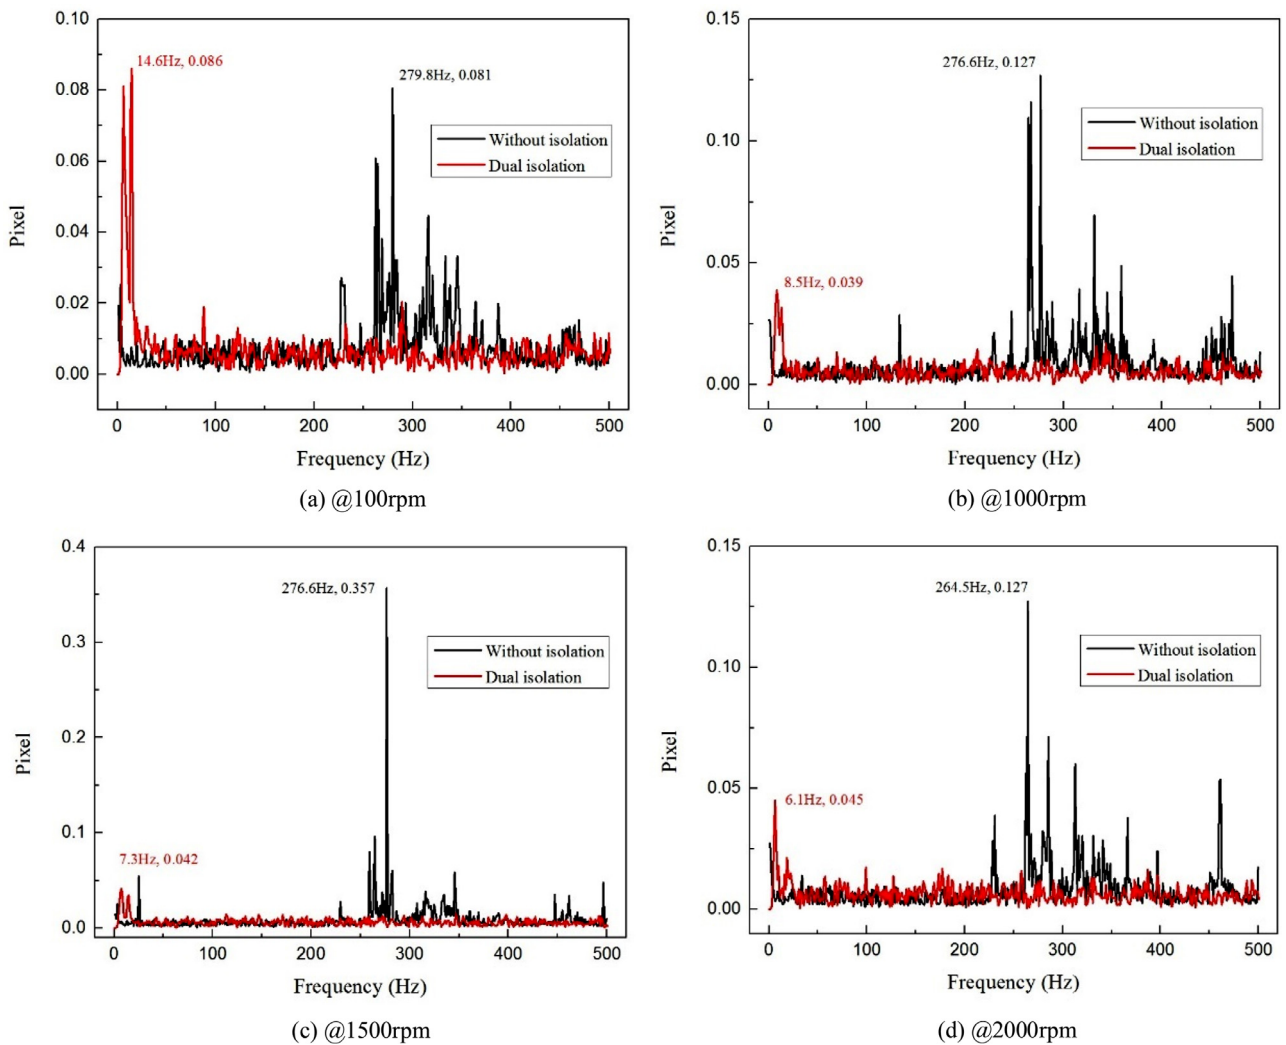 0.10
14.6Hz, 0.086
279.8Hz, 0.081
0.08
Without isolation
Dual isolation
0.06
Pixel
0.04
0.02
0.00
0 100 200 300 400 500
Frequency (Hz)
(a) @100rpm
0.15
276.6Hz, 0.127
Without isolation
Dual isolation
0.10
Pixel
0.05
8.5Hz, 0.039
0.00
0 100 200 300 400 500
Frequency (Hz)
(b) @1000rpm
0.4
276.6Hz, 0.357
0.3
Without isolation
Dual isolation
0.2
Pixel
0.1
7.3Hz, 0.042
0.0
0 100 200 300 400 500
Frequency (Hz)
(c) @1500rpm
0.15
264.5Hz, 0.127
Without isolation
Dual isolation
0.10
Pixel
0.05
6.1Hz, 0.045
0.00
0 100 200 300 400 500
Frequency (Hz)
(d) @2000rpm